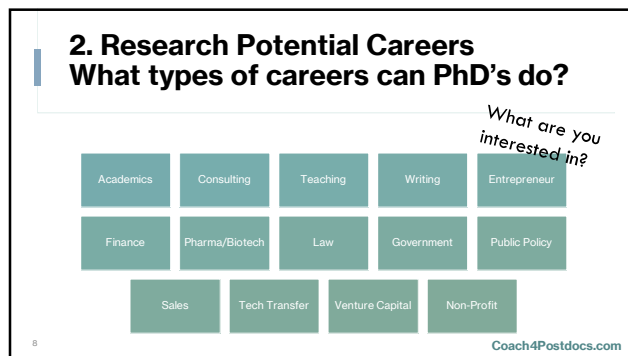 2. Research Potential Careers
What types of careers can PhD's do?
What are you
interested in?
Academics
Consulting
Teaching
Writing
Entrepreneur
Finance
Pharma/Biotech
Law
Government
Public Policy
Sales
Tech Transfer
Venture Capital
Non-Profit
8
Coach4Postdocs.com